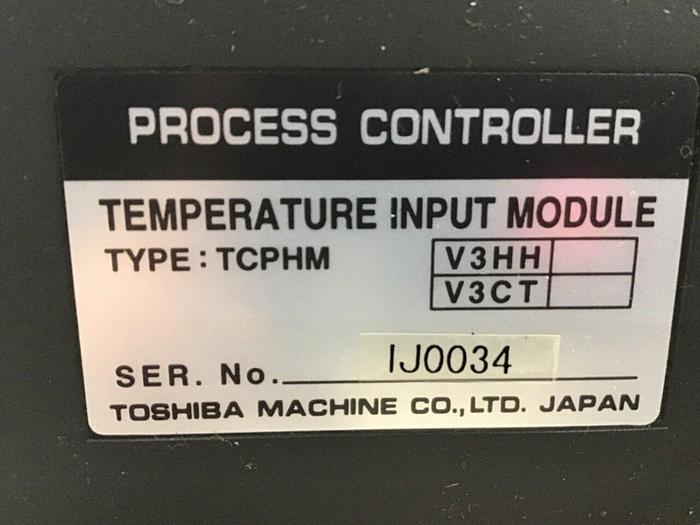 PROCESS CONTROLLER
TEMPERATURE INPUT MODULE
TYPE: TCPHM
V3HH
V3CT
SER. No. IJ0034
TOSHIBA MACHINE CO., LTD. JAPAN